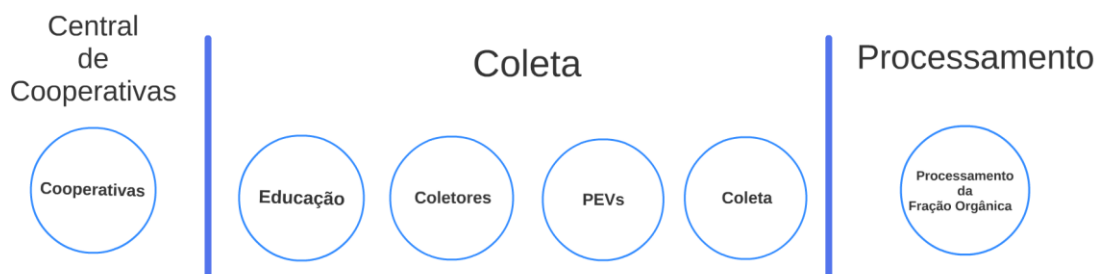 Central
de
Cooperativas
Coleta
Processamento
Cooperativas
Educação
Coletores
PEVs
Coleta
Processamento
da
Fração Orgânica